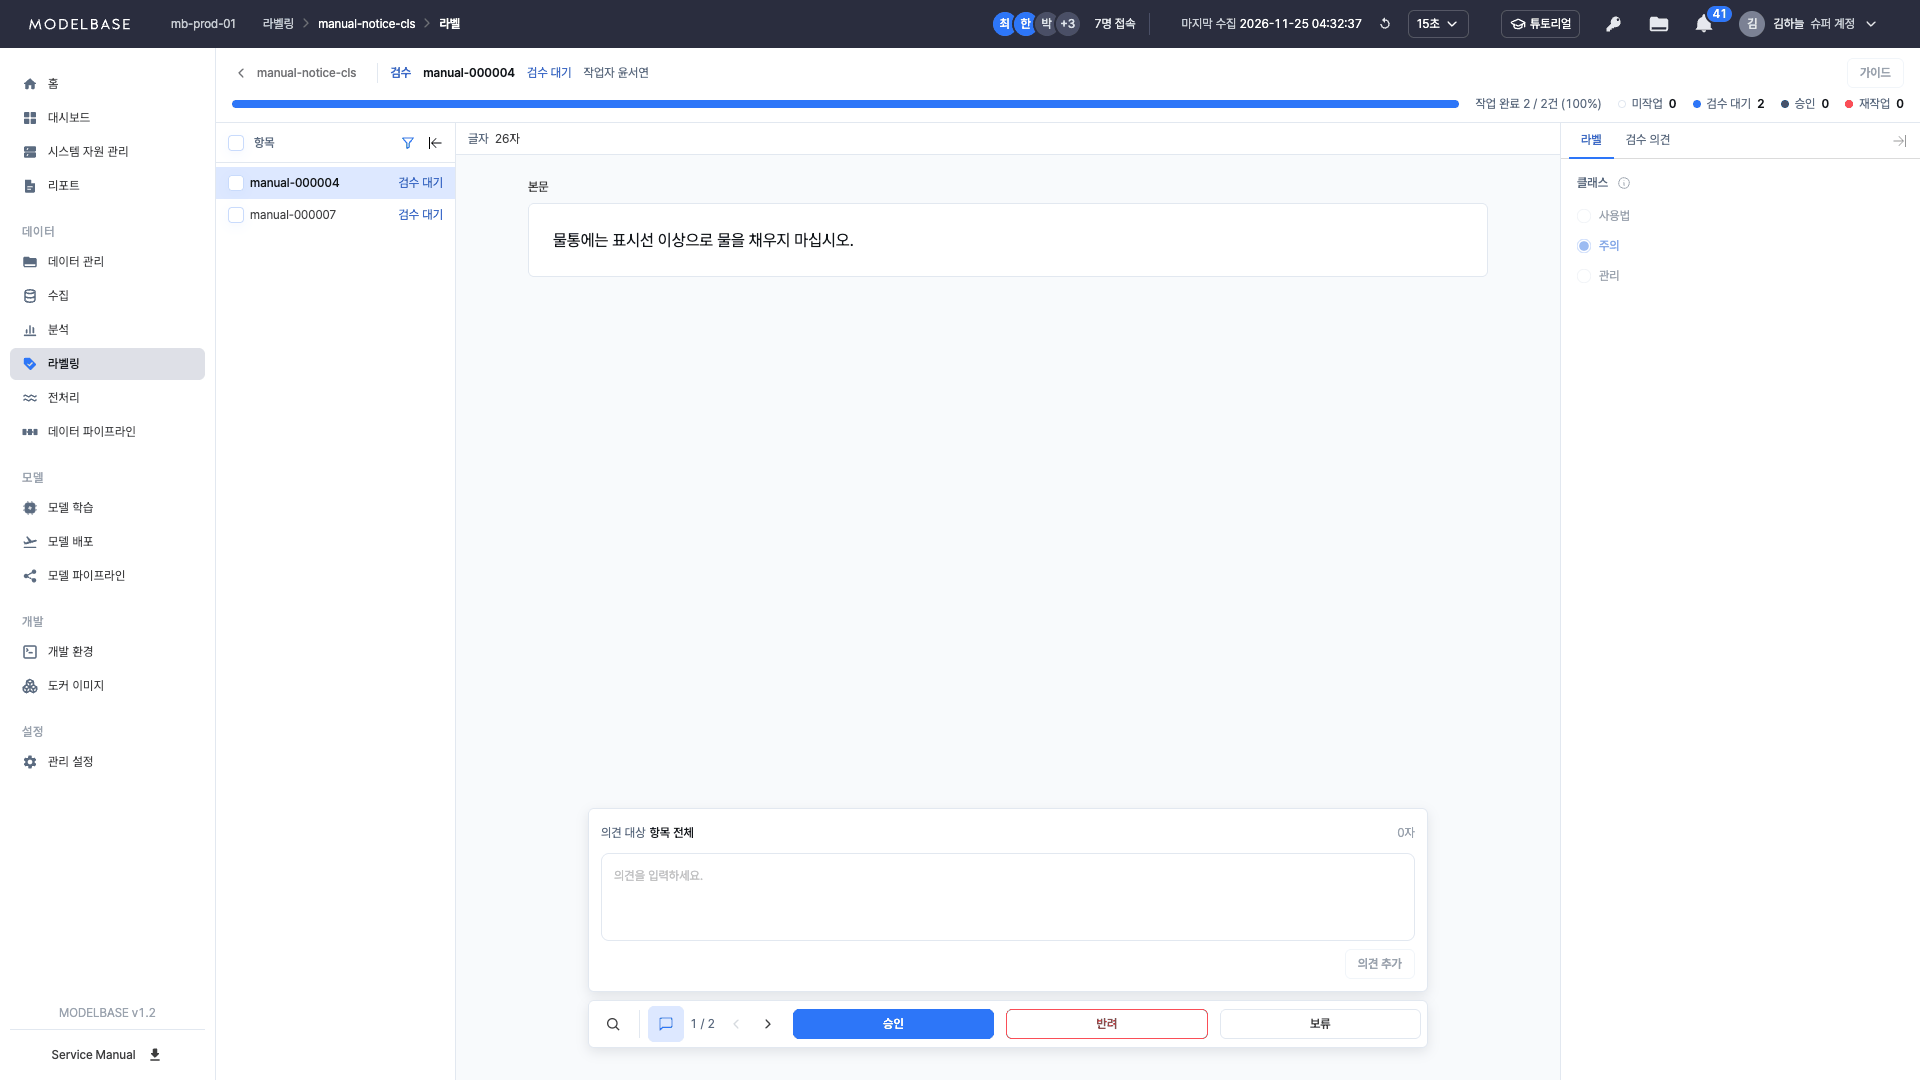 MODELBASE
mb-prod-01
라벨링 > manual-notice-cls > 라벨
최 한 박 +3 7명 접속
마지막 수집 2026-11-25 04:32:37
15초
튜토리얼
41
김 김하늘 슈퍼 계정
홈
대시보드
시스템 자원 관리
리포트
데이터
데이터 관리
수집
분석
라벨링
전처리
데이터 파이프라인
모델
모델 학습
모델 배포
모델 파이프라인
개발
개발 환경
도커 이미지
설정
관리 설정
MODELBASE v1.2
Service Manual
manual-notice-cls
검수 manual-000004 검수 대기 작업자 윤서연
가이드
작업 완료 2 / 2건 (100%) 미작업 0 검수 대기 2 승인 0 재작업 0
항목
manual-000004 검수 대기
manual-000007 검수 대기
글자 26자
본문
물통에는 표시선 이상으로 물을 채우지 마십시오.
의견 대상 항목 전체
0자
의견을 입력하세요.
의견 추가
1 / 2
승인
반려
보류
라벨
검수 의견
클래스
사용법
주의
관리